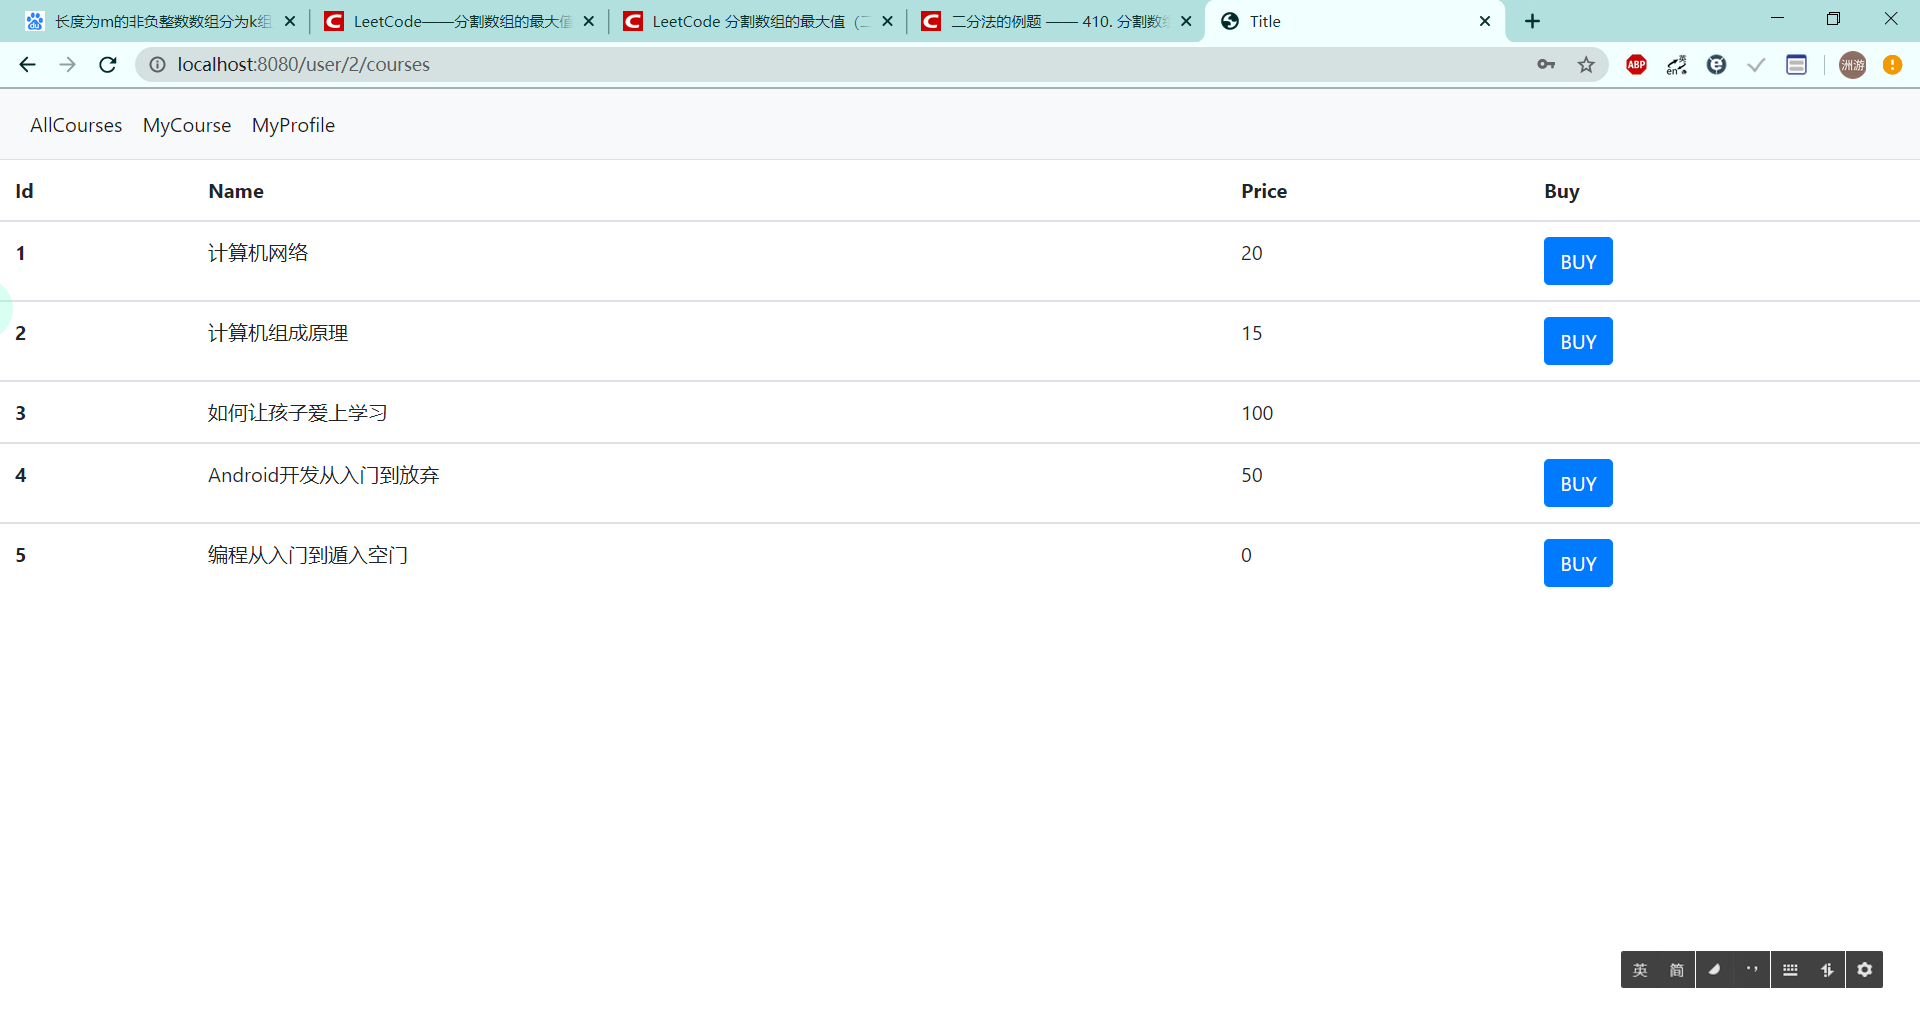 长度为m的非负整数数组分为k组
LeetCode——分割数组的最大值
LeetCode 分割数组的最大值（二
二分法的例题 —— 410. 分割数组
Title
localhost:8080/user/2/courses
ABP
英
en
洲游
AllCourses MyCourse MyProfile
Id Name Price Buy
1 计算机网络 20 BUY
2 计算机组成原理 15 BUY
3 如何让孩子爱上学习 100
4 Android开发从入门到放弃 50 BUY
5 编程从入门到遁入空门 0 BUY
英 简